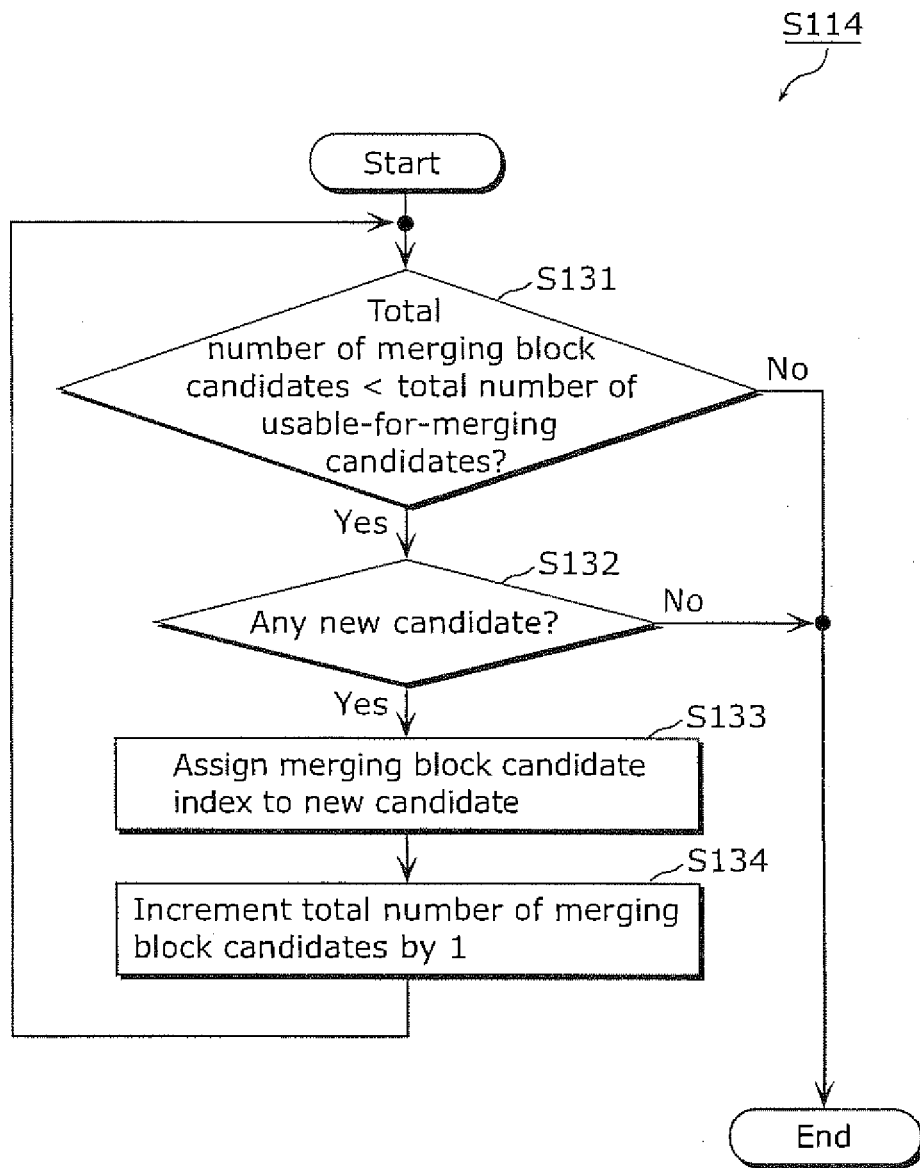 S114
Start
S131
Total
number of merging block
candidates < total number of
usable-for-merging
candidates?
No
Yes
S132
Any new candidate?
No
Yes
S133
Assign merging block candidate
index to new candidate
S134
Increment total number of merging
block candidates by 1
End